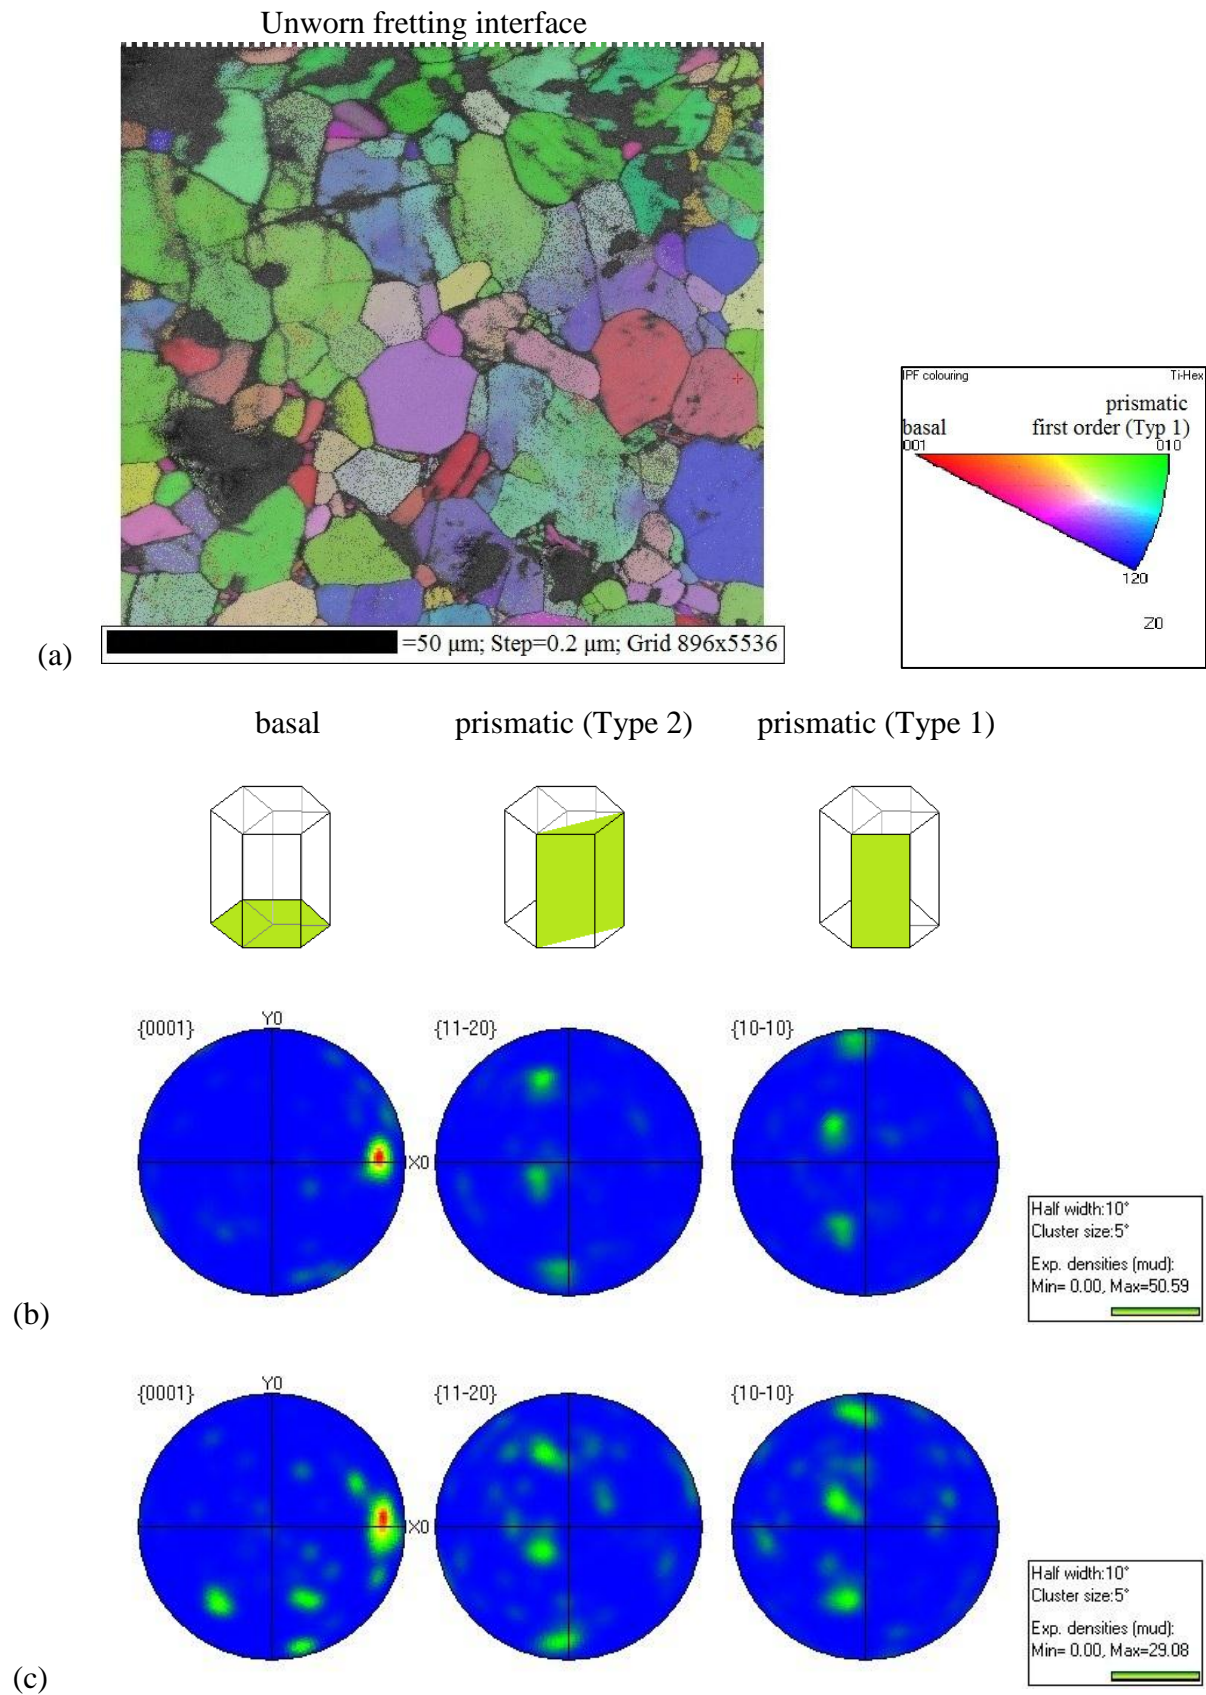 Unworn fretting interface
IPF colouring Ti-Hex
prismatic
basal first order (Typ 1)
001 010
120
Z0
=50 µm; Step=0.2 µm; Grid 896x5536
(a)
basal prismatic (Type 2) prismatic (Type 1)
{0001} Y0 {11-20} {10-10}
X0
Half width:10°
Cluster size:5°
Exp. densities (mud):
Min= 0.00, Max=50.59
(b)
{0001} Y0 {11-20} {10-10}
X0
Half width:10°
Cluster size:5°
Exp. densities (mud):
Min= 0.00, Max=29.08
(c)